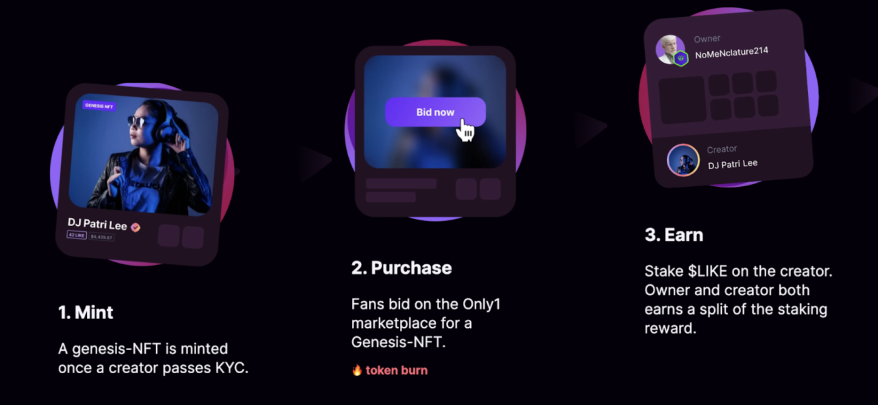 GENESIS NFT
DJ Patri Lee
1. Mint
A genesis-NFT is minted
once a creator passes KYC.
Bid now
2. Purchase
Fans bid on the Only1
marketplace for a
Genesis-NFT.
🔥 token burn
Owner
NoMeNclature214
Creator
DJ Patri Lee
3. Earn
Stake $LIKE on the creator.
Owner and creator both
earns a split of the staking
reward.